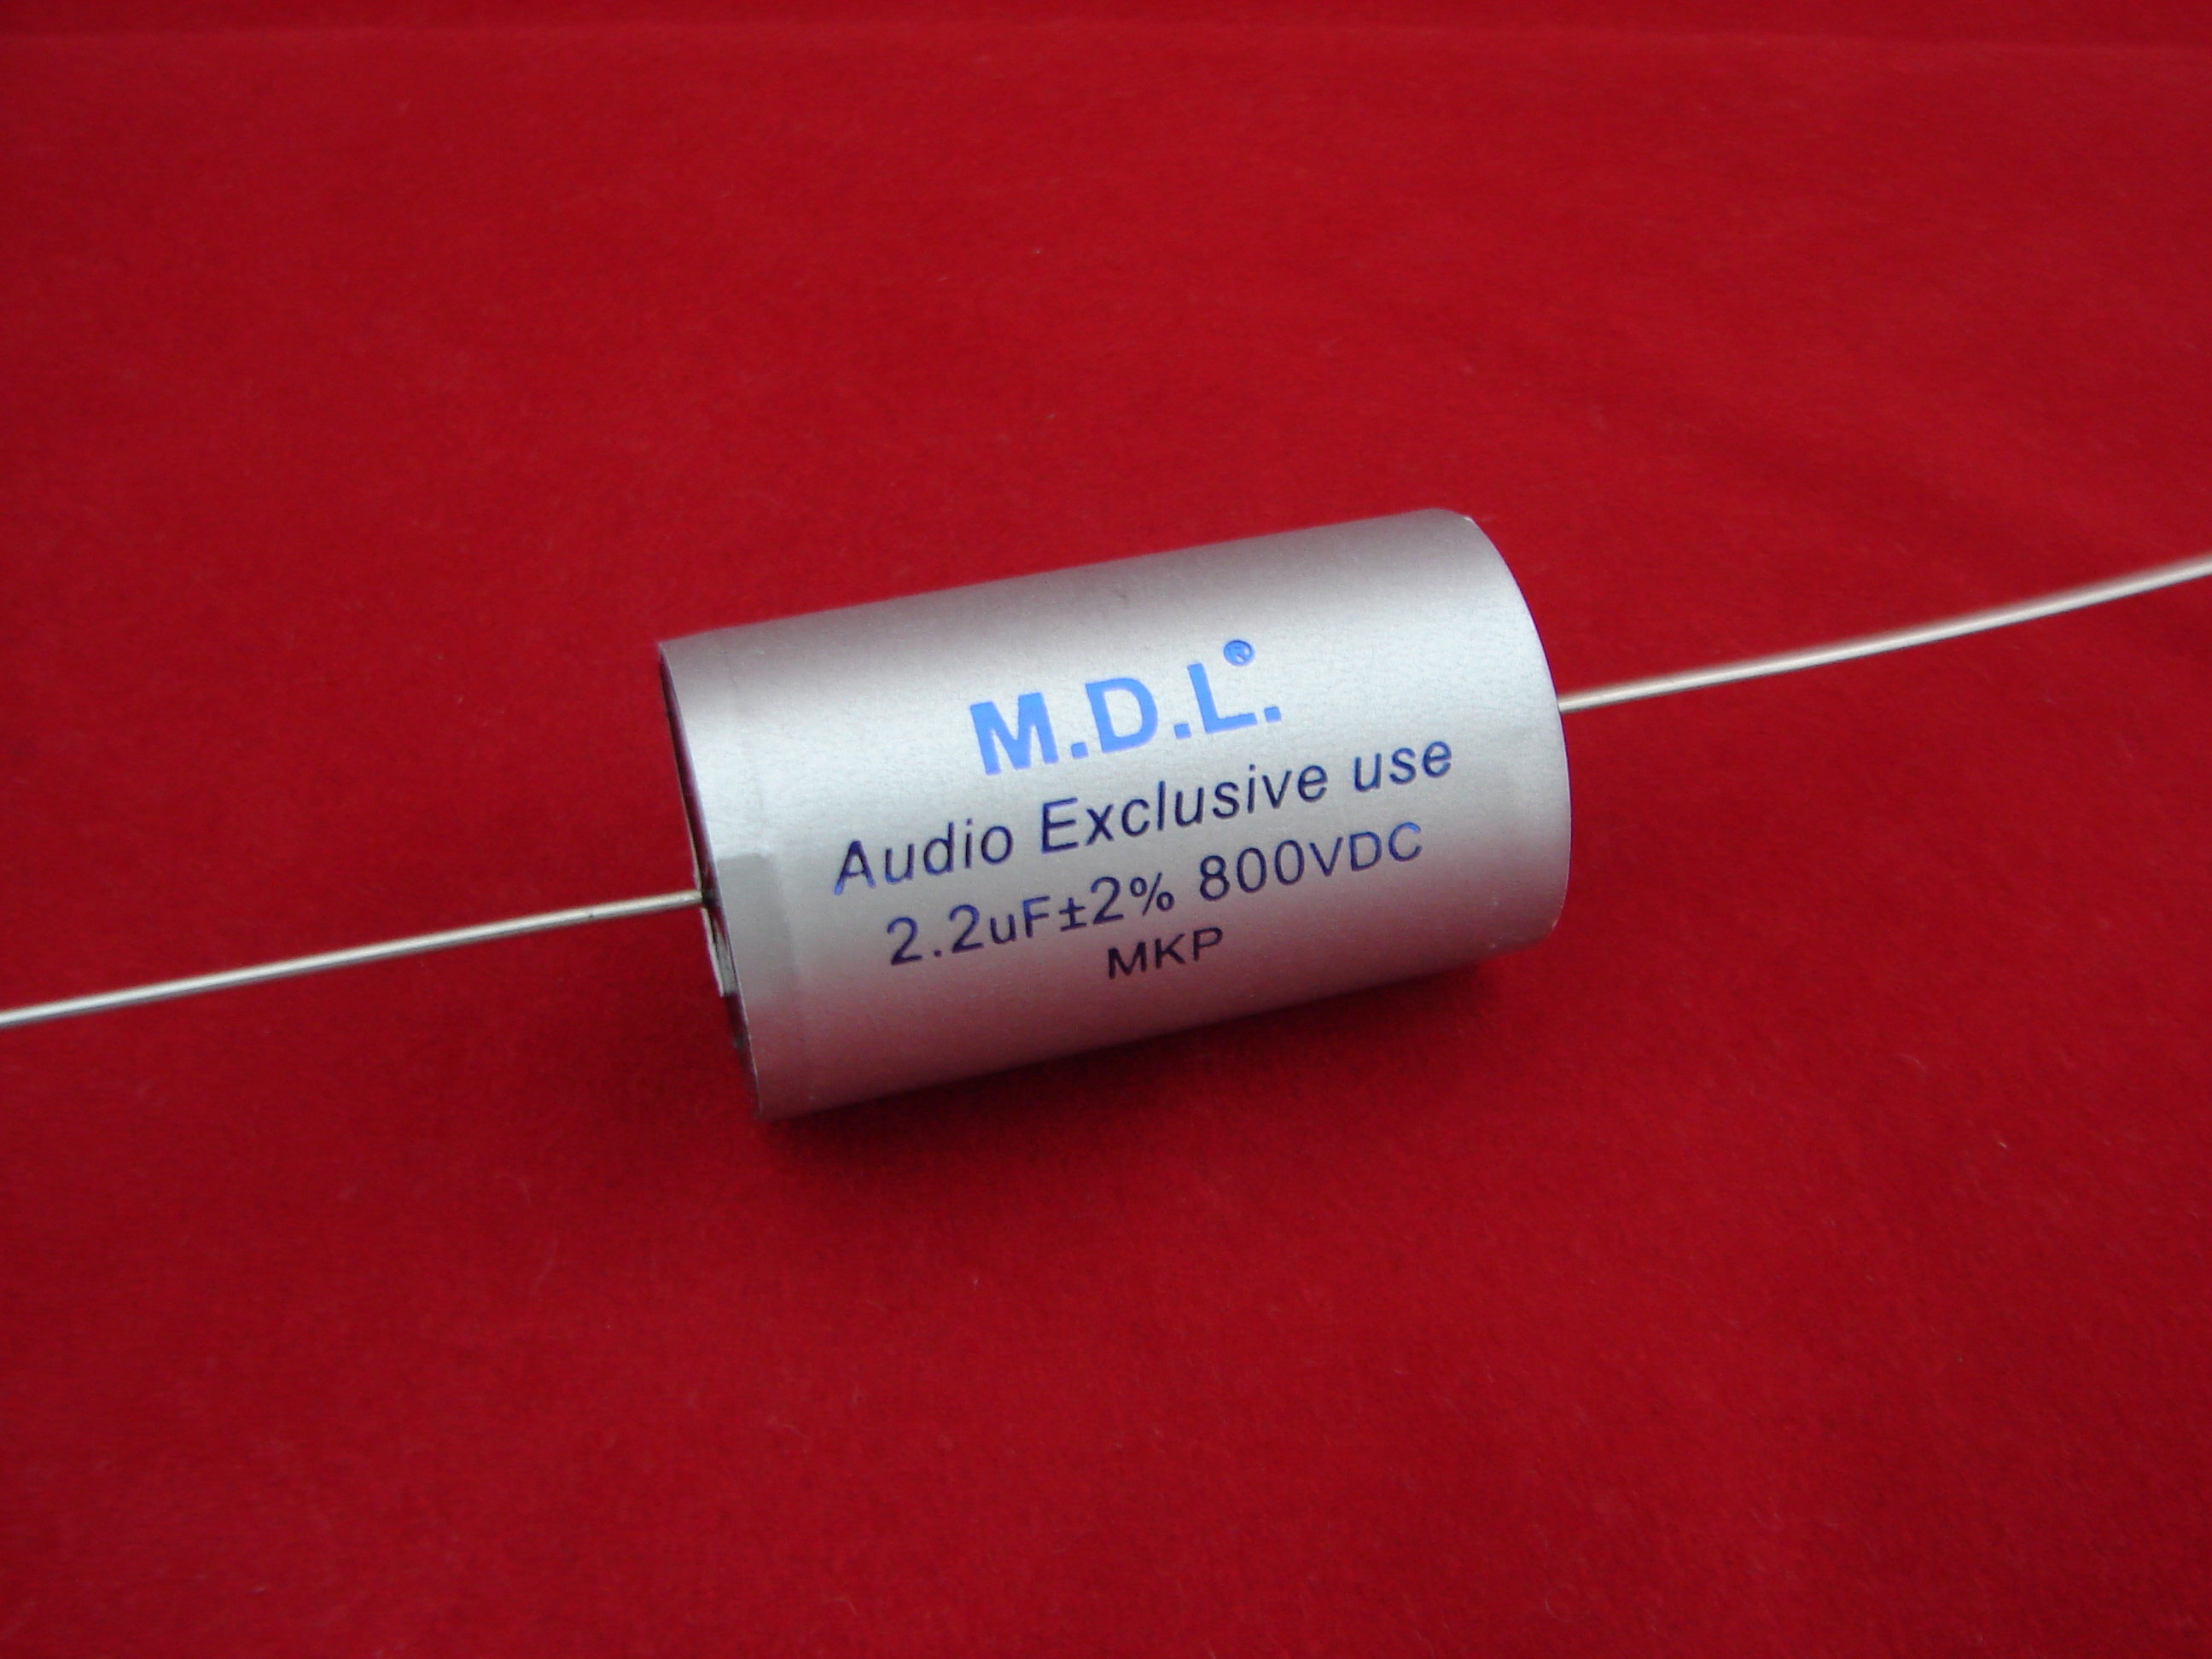 M.D.L.®
Audio Exclusive use
2.2uF±2% 800VDC
MKP